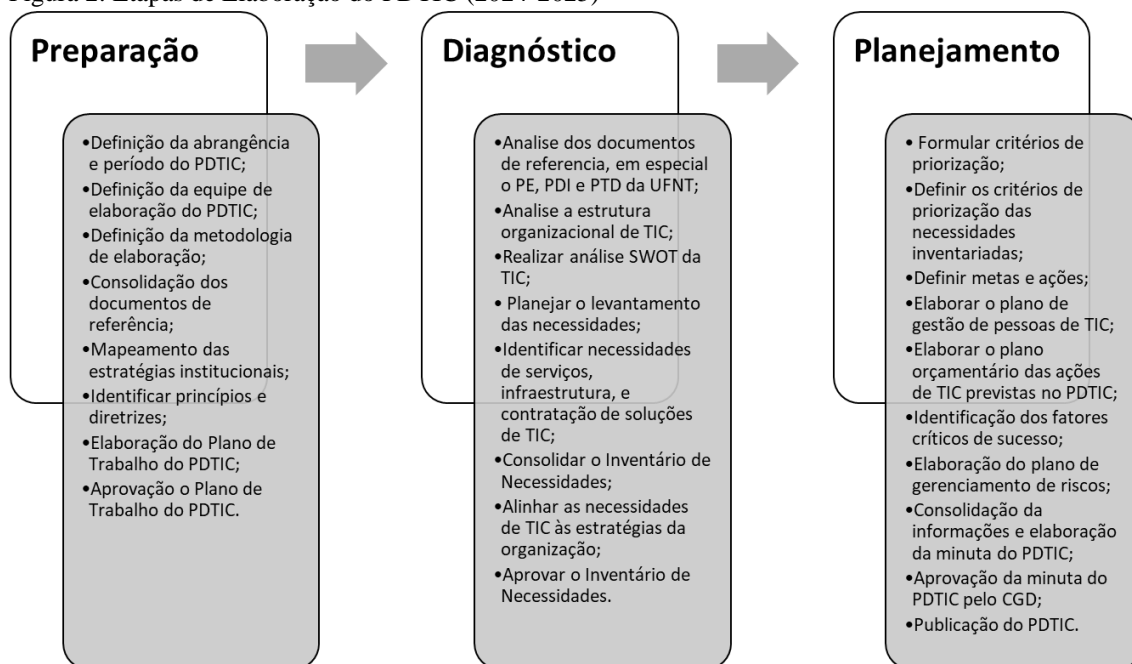 Figura 2: Etapas de Elaboração do PDTIC (2024-2025)
Preparação
•Definição da abrangência
e período do PDTIC;
•Definição da equipe de
elaboração do PDTIC;
•Definição da metodologia
de elaboração;
•Consolidação dos
documentos de
referência;
•Mapeamento das
estratégias institucionais;
•Identificar princípios e
diretrizes;
•Elaboração do Plano de
Trabalho do PDTIC;
•Aprovação o Plano de
Trabalho do PDTIC.
Diagnóstico
•Analise dos documentos
de referencia, em especial
o PE, PDI e PTD da UFNT;
•Analise a estrutura
organizacional de TIC;
•Realizar análise SWOT da
TIC;
• Planejar o levantamento
das necessidades;
•Identificar necessidades
de serviços,
infraestrutura, e
contratação de soluções
de TIC;
•Consolidar o Inventário de
Necessidades;
•Alinhar as necessidades
de TIC às estratégias da
organização;
•Aprovar o Inventário de
Necessidades.
Planejamento
• Formular critérios de
priorização;
•Definir os critérios de
priorização das
necessidades
inventariadas;
•Definir metas e ações;
•Elaborar o plano de
gestão de pessoas de TIC;
•Elaborar o plano
orçamentário das ações
de TIC previstas no PDTIC;
•Identificação dos fatores
críticos de sucesso;
•Elaboração do plano de
gerenciamento de riscos;
•Consolidação da
informações e elaboração
da minuta do PDTIC;
•Aprovação da minuta do
PDTIC pelo CGD;
•Publicação do PDTIC.